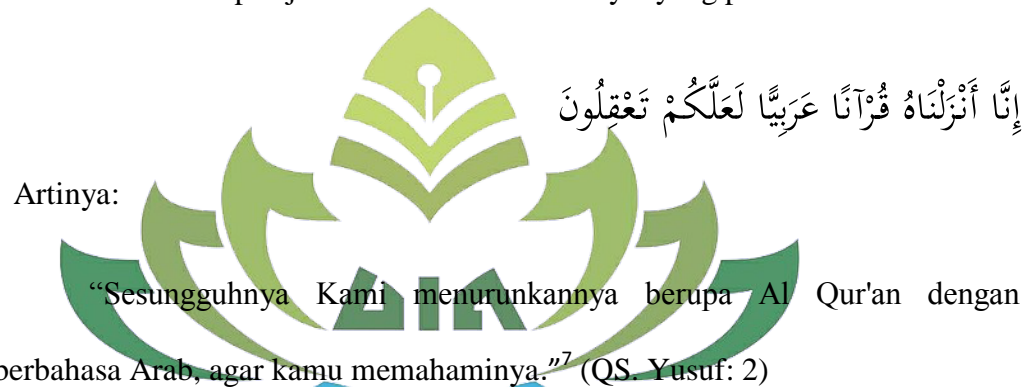 إِنَّا أَنْزَلْنَاهُ قُرْآنًا عَرَبِيًّا لَعَلَّكُمْ تَعْقِلُونَ
Artinya:
“Sesungguhnya Kami menurunkannya berupa Al Qur'an dengan
berbahasa Arab, agar kamu memahaminya.”⁷ (QS. Yusuf: 2)